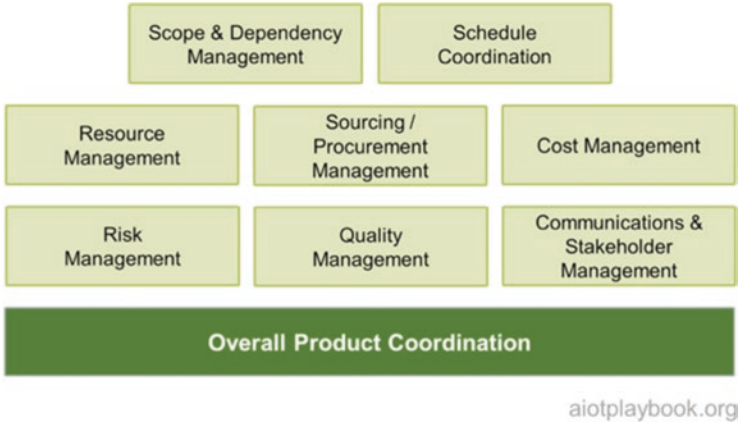 Scope & Dependency
Management
Schedule
Coordination
Resource
Management
Sourcing /
Procurement
Management
Cost Management
Risk
Management
Quality
Management
Communications &
Stakeholder
Management
Overall Product Coordination
aiotplaybook.org